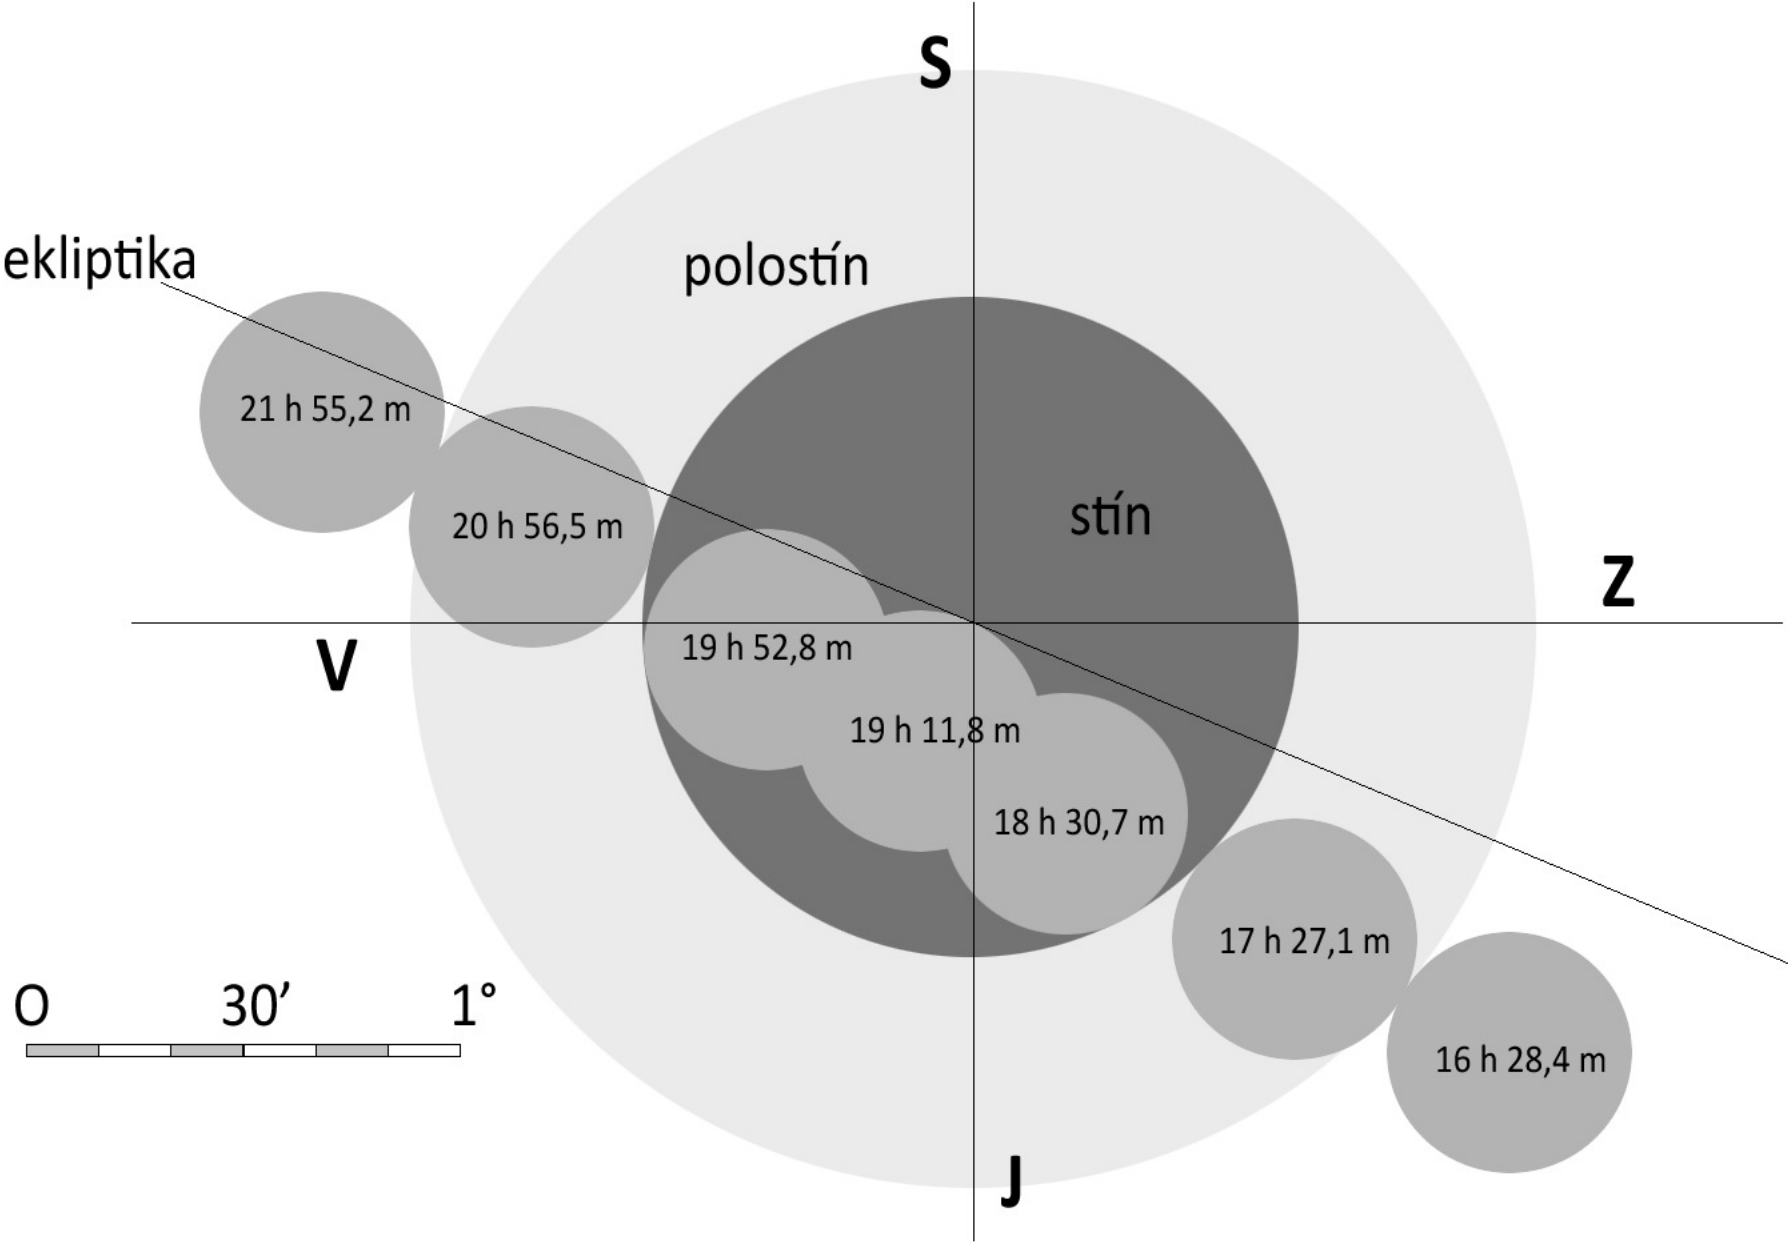 S
ekliptika
polostín
21 h 55,2 m
20 h 56,5 m
stín
Z
V
19 h 52,8 m
19 h 11,8 m
18 h 30,7 m
17 h 27,1 m
O 30’ 1°
16 h 28,4 m
J